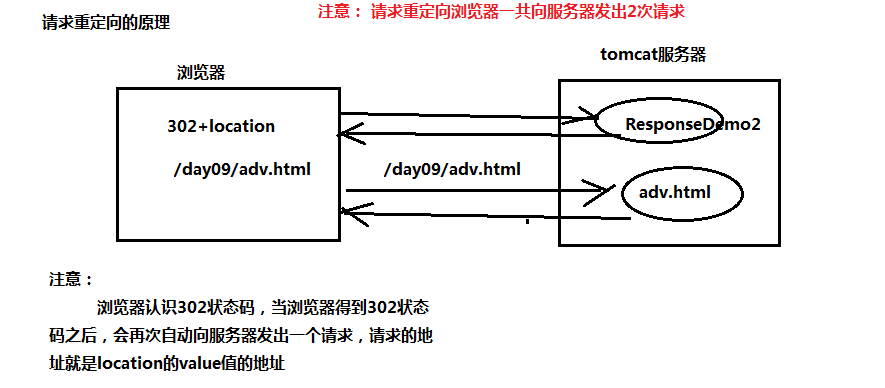 请求重定向的原理
注意： 请求重定向浏览器一共向服务器发出2次请求
浏览器
tomcat服务器
302+location
ResponseDemo2
/day09/adv.html
/day09/adv.html
adv.html
注意：
浏览器认识302状态码，当浏览器得到302状态
码之后，会再次自动向服务器发出一个请求，请求的地
址就是location的value值的地址